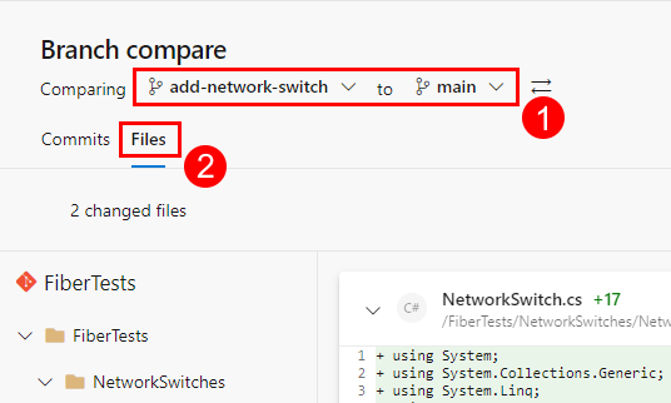 Branch compare
Comparing add-network-switch to main
1
Commits Files
2
2 changed files
FiberTests
NetworkSwitch.cs +17
C#
/FiberTests/NetworkSwitches/Netw
FiberTests
1 + using System;
2 + using System.Collections.Generic;
NetworkSwitches
3 + using System.Linq;